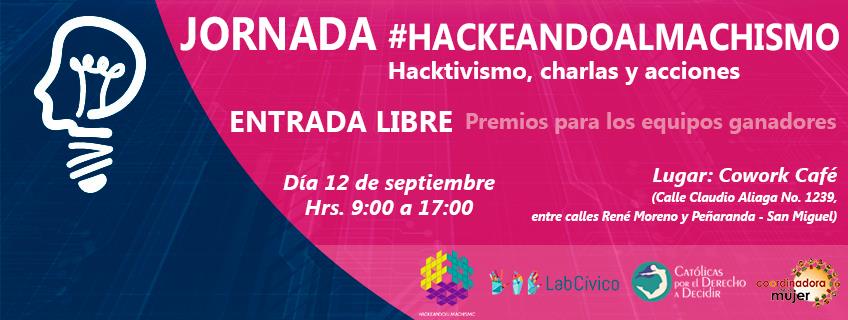 JORNADA #HACKEANDOALMACHISMO
Hacktivismo, charlas y acciones
ENTRADA LIBRE Premios para los equipos ganadores
Día 12 de septiembre
Hrs. 9:00 a 17:00
Lugar: Cowork Café
(Calle Claudio Aliaga No. 1239,
entre calles René Moreno y Peñaranda - San Miguel)
HACKEANDOALMACHISMO
LabCívico
CATÓLICAS
POR EL DERECHO
A DECIDIR
coordinadora
mujer